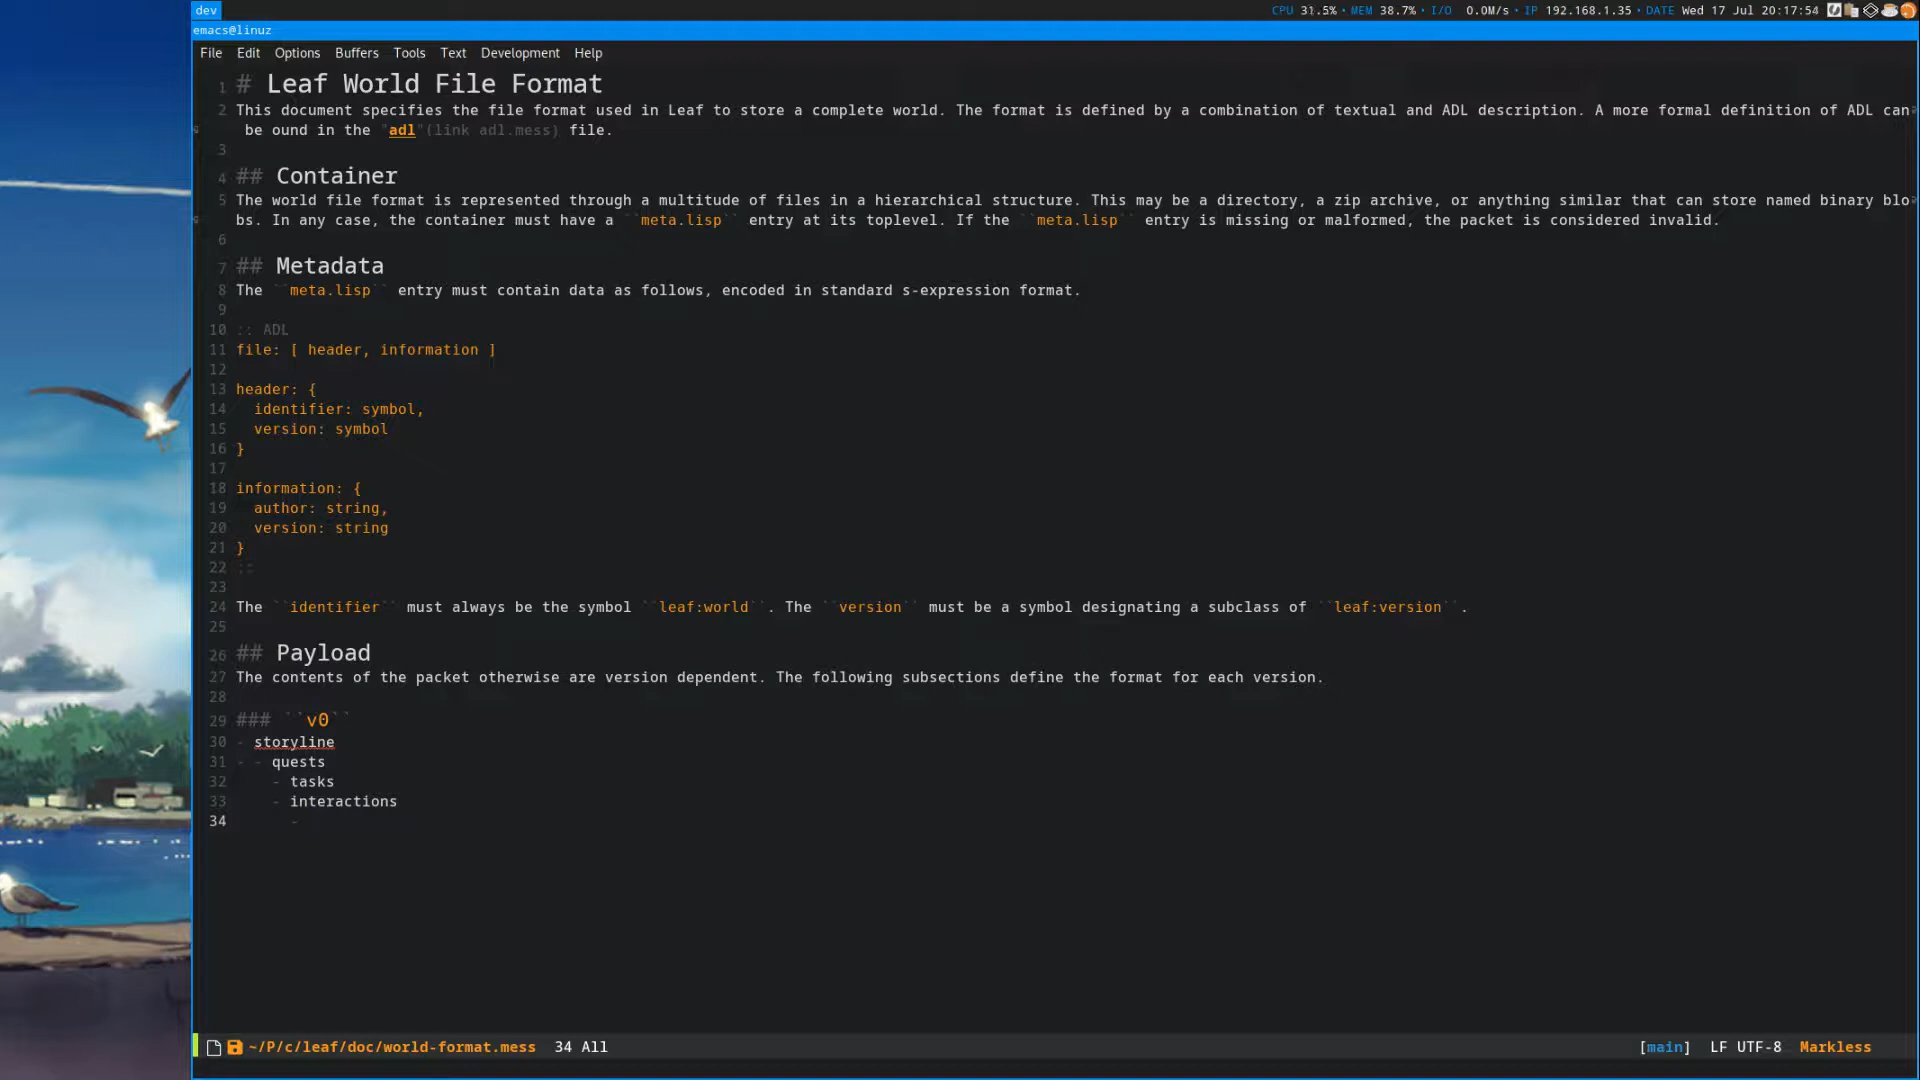 dev
CPU 31.5% • MEM 38.7% • I/O 0.0M/s • IP 192.168.1.35 • DATE Wed 17 Jul 20:17:54
emacs@linuz
File Edit Options Buffers Tools Text Development Help
1 # Leaf World File Format
2 This document specifies the file format used in Leaf to store a complete world. The format is defined by a combination of textual and ADL description. A more formal definition of ADL can
be ound in the "adl"(link adl.mess) file.
3
4 ## Container
5 The world file format is represented through a multitude of files in a hierarchical structure. This may be a directory, a zip archive, or anything similar that can store named binary blo
bs. In any case, the container must have a ``meta.lisp`` entry at its toplevel. If the ``meta.lisp`` entry is missing or malformed, the packet is considered invalid.
6
7 ## Metadata
8 The ``meta.lisp`` entry must contain data as follows, encoded in standard s-expression format.
9
10 :: ADL
11 file: [ header, information ]
12
13 header: {
14   identifier: symbol,
15   version: symbol
16 }
17
18 information: {
19   author: string,
20   version: string
21 }
22 ::
23
24 The ``identifier`` must always be the symbol ``leaf:world``. The ``version`` must be a symbol designating a subclass of ``leaf:version``.
25
26 ## Payload
27 The contents of the packet otherwise are version dependent. The following subsections define the format for each version.
28
29 ### ``v0``
30 - storyline
31 - - quests
32     - tasks
33     - interactions
34       -
~/P/c/leaf/doc/world-format.mess 34 All [main] LF UTF-8 Markless